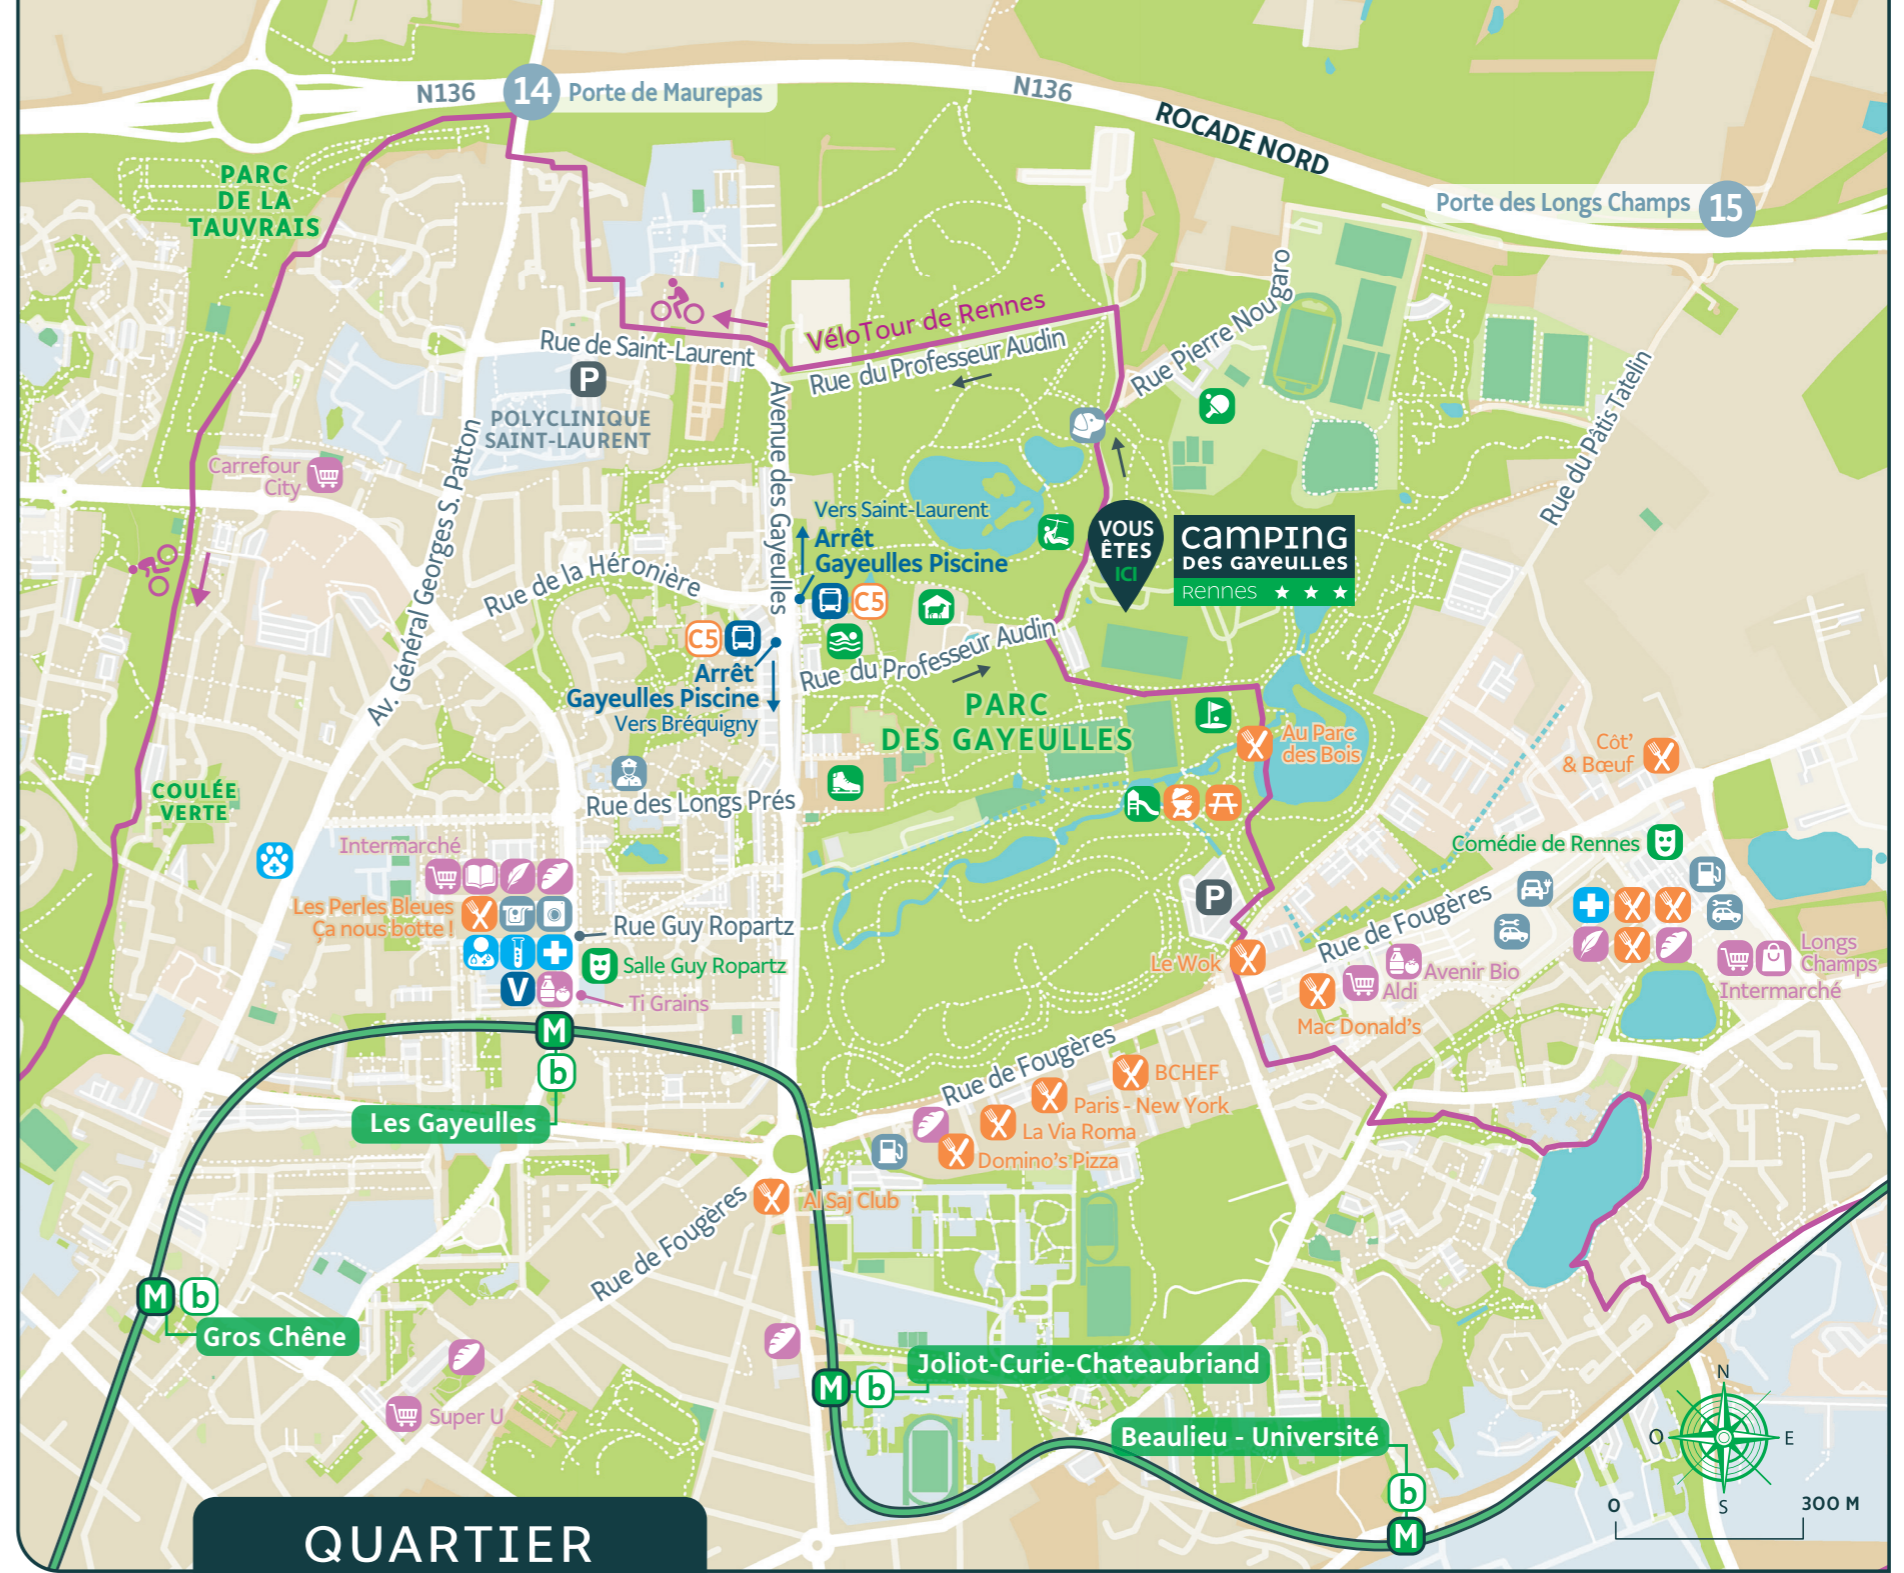 N136
14
Porte de Maurepas
N136
ROCADE NORD
Porte des Longs Champs
15
PARC
DE LA
TAUVRAIS
VéloTour de Rennes
Rue du Professeur Audin
Rue de Saint-Laurent
P
POLYCLINIQUE
SAINT-LAURENT
Rue Pierre Nougaro
Rue du Pâtis Tatelin
Avenue des Gayeulles
Av. Général Georges S. Patton
Carrefour
City
Vers Saint-Laurent
Arrêt
Gayeulles Piscine
C5
VOUS
ÊTES
ICI
camping
des gayeulles
Rennes
Rue de la Héronière
C5
Arrêt
Gayeulles Piscine
Vers Bréquigny
Rue du Professeur Audin
PARC
DES GAYEULLES
Au Parc
des Bois
Côt'
& Bœuf
COULÉE
VERTE
Rue des Longs Prés
Intermarché
Les Perles Bleues
Ça nous botte !
Rue Guy Ropartz
Salle Guy Ropartz
V
Ti Grains
P
Comédie de Rennes
Rue de Fougères
Le Wok
Avenir Bio
Aldi
Mac Donald's
Longs
Champs
Intermarché
M
b
Les Gayeulles
Rue de Fougères
BCHEF
Paris - New York
La Via Roma
Domino's Pizza
Al Saj Club
Rue de Fougères
M b
Gros Chêne
Super U
M b
Joliot-Curie-Chateaubriand
Beaulieu - Université
b
M
N
O
E
S
0
300 M
QUARTIER